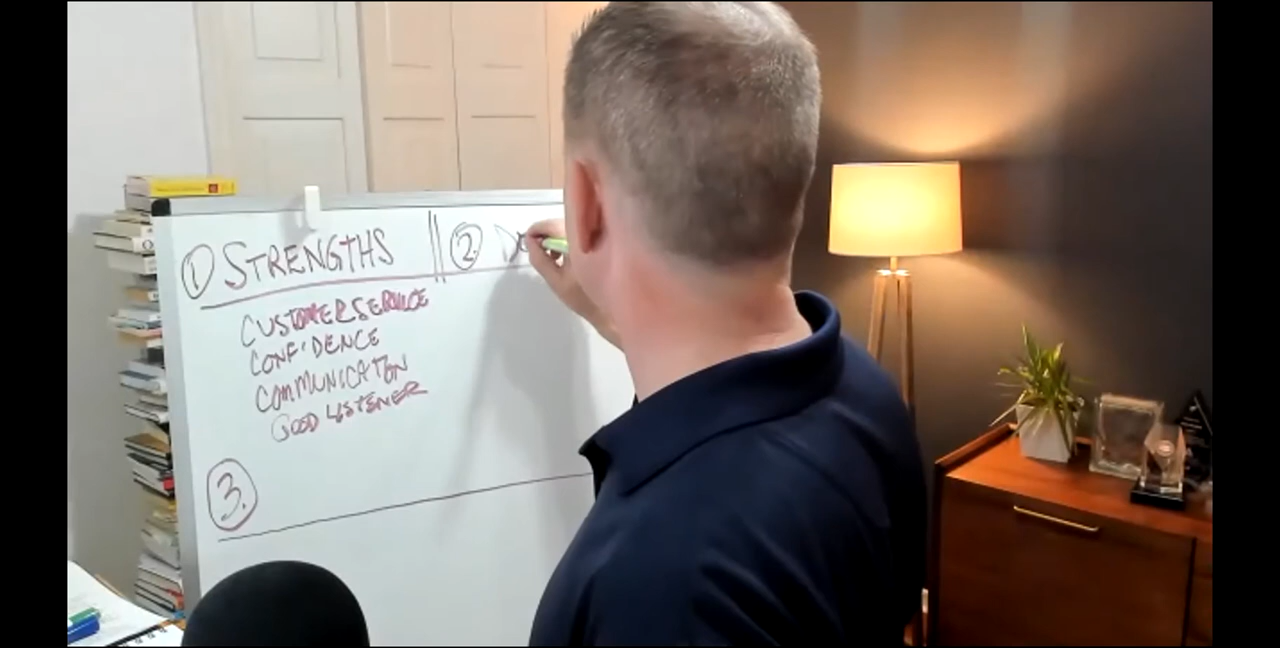 ① STRENGTHS
CUSTOMER SERVICE
CONFIDENCE
COMMUNICATION
GOOD LISTENER
② D
③.